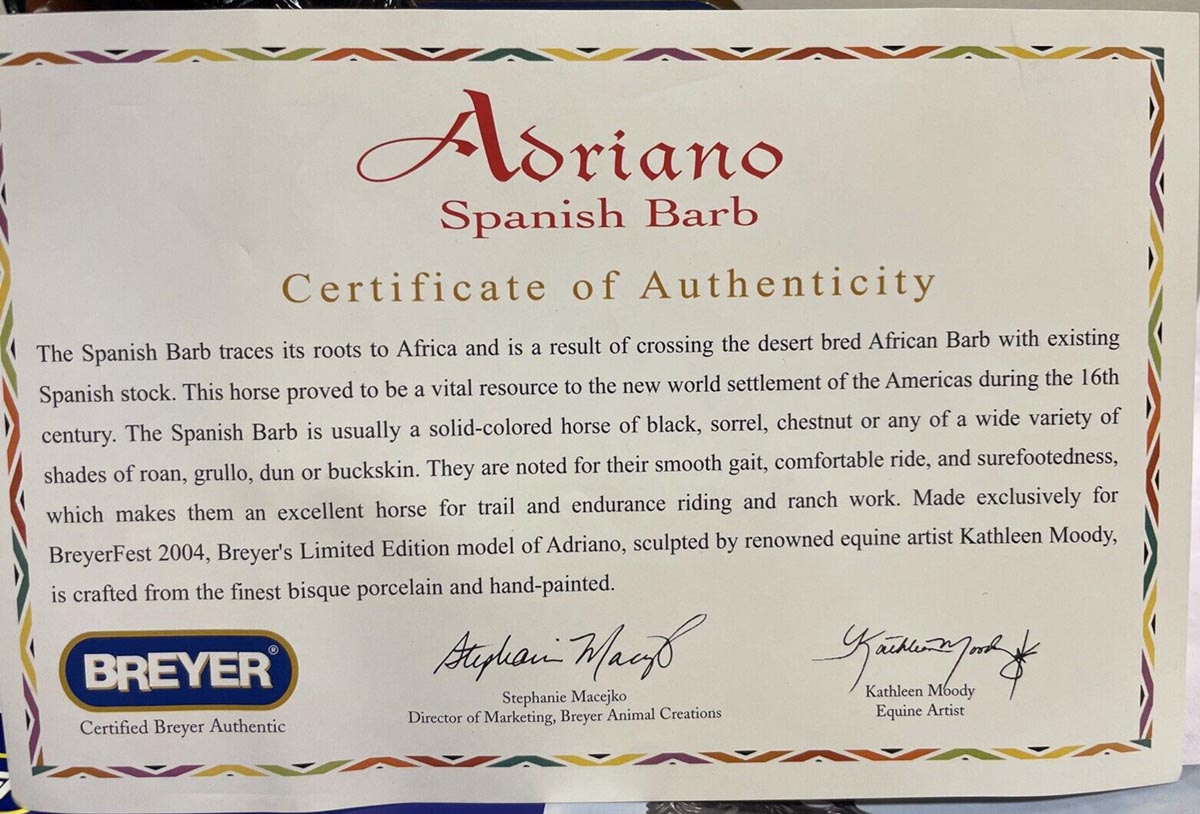 Adriano
Spanish Barb
Certificate of Authenticity
The Spanish Barb traces its roots to Africa and is a result of crossing the desert bred African Barb with existing
Spanish stock. This horse proved to be a vital resource to the new world settlement of the Americas during the 16th
century. The Spanish Barb is usually a solid-colored horse of black, sorrel, chestnut or any of a wide variety of
shades of roan, grullo, dun or buckskin. They are noted for their smooth gait, comfortable ride, and surefootedness,
which makes them an excellent horse for trail and endurance riding and ranch work. Made exclusively for
BreyerFest 2004, Breyer's Limited Edition model of Adriano, sculpted by renowned equine artist Kathleen Moody,
is crafted from the finest bisque porcelain and hand-painted.
BREYER®
Certified Breyer Authentic
Stephanie Macejko
Stephanie Macejko
Director of Marketing, Breyer Animal Creations
Kathleen Moody
Kathleen Moody
Equine Artist